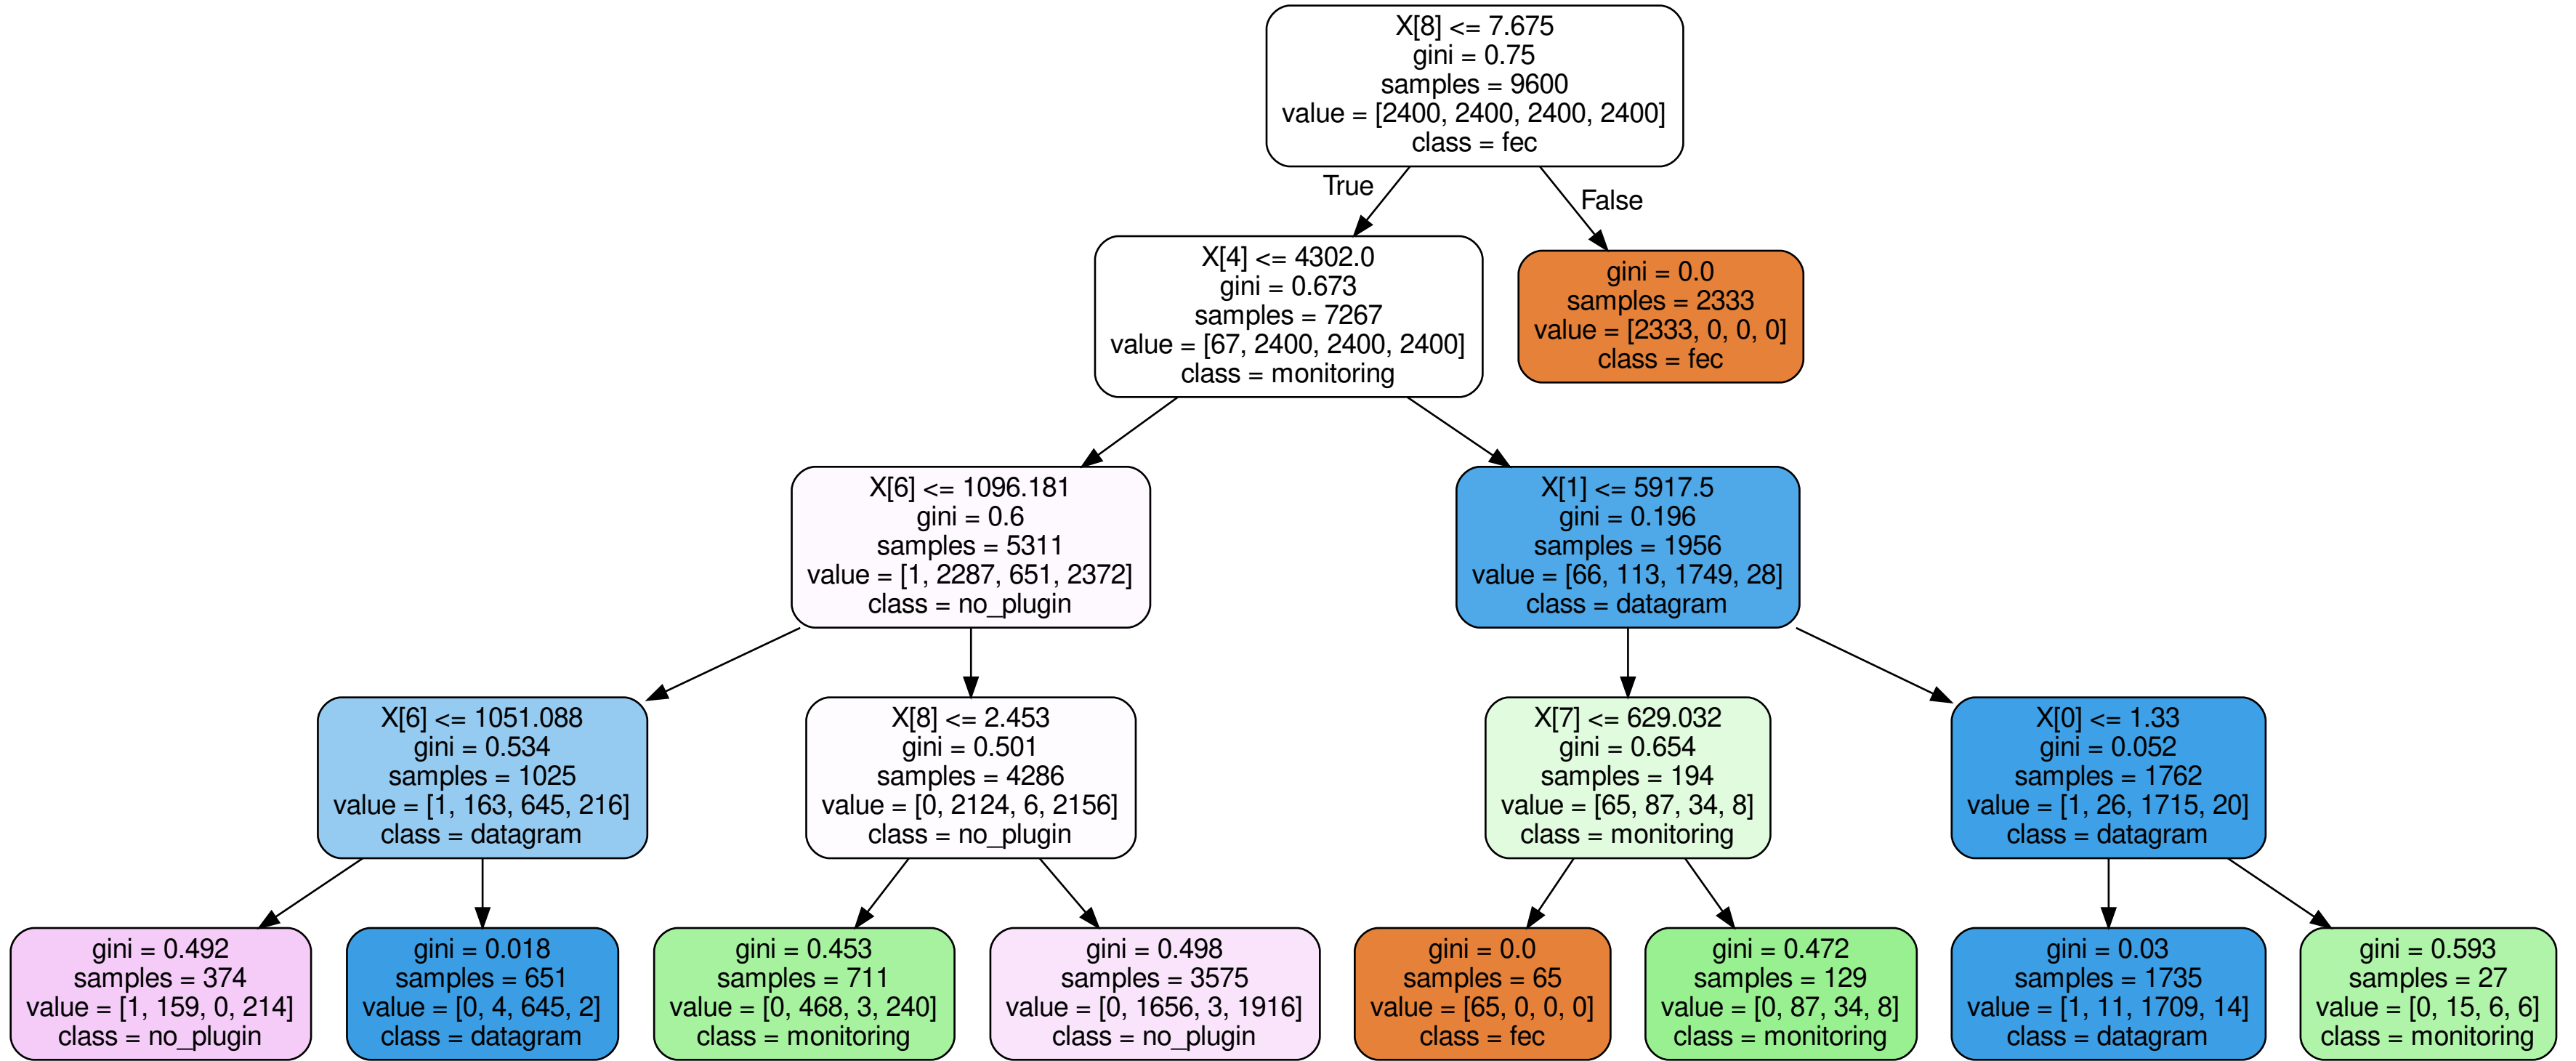 X[8] <= 7.675
gini = 0.75
samples = 9600
value = [2400, 2400, 2400, 2400]
class = fec
True
False
X[4] <= 4302.0
gini = 0.673
samples = 7267
value = [67, 2400, 2400, 2400]
class = monitoring
gini = 0.0
samples = 2333
value = [2333, 0, 0, 0]
class = fec
X[6] <= 1096.181
gini = 0.6
samples = 5311
value = [1, 2287, 651, 2372]
class = no_plugin
X[1] <= 5917.5
gini = 0.196
samples = 1956
value = [66, 113, 1749, 28]
class = datagram
X[6] <= 1051.088
gini = 0.534
samples = 1025
value = [1, 163, 645, 216]
class = datagram
X[8] <= 2.453
gini = 0.501
samples = 4286
value = [0, 2124, 6, 2156]
class = no_plugin
X[7] <= 629.032
gini = 0.654
samples = 194
value = [65, 87, 34, 8]
class = monitoring
X[0] <= 1.33
gini = 0.052
samples = 1762
value = [1, 26, 1715, 20]
class = datagram
gini = 0.492
samples = 374
value = [1, 159, 0, 214]
class = no_plugin
gini = 0.018
samples = 651
value = [0, 4, 645, 2]
class = datagram
gini = 0.453
samples = 711
value = [0, 468, 3, 240]
class = monitoring
gini = 0.498
samples = 3575
value = [0, 1656, 3, 1916]
class = no_plugin
gini = 0.0
samples = 65
value = [65, 0, 0, 0]
class = fec
gini = 0.472
samples = 129
value = [0, 87, 34, 8]
class = monitoring
gini = 0.03
samples = 1735
value = [1, 11, 1709, 14]
class = datagram
gini = 0.593
samples = 27
value = [0, 15, 6, 6]
class = monitoring